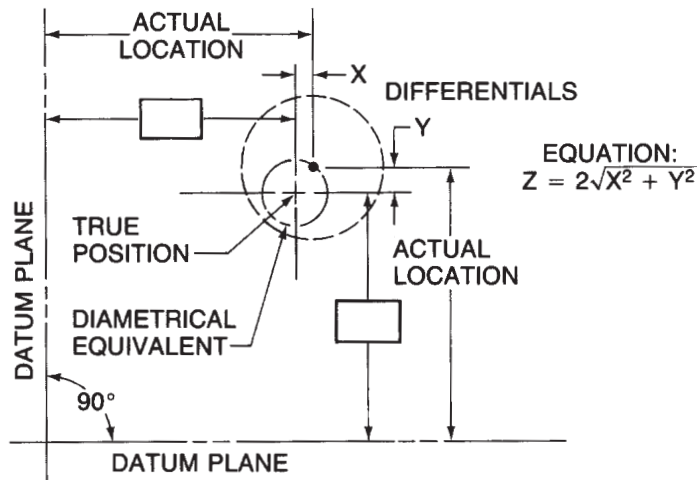 ACTUAL
LOCATION
X
DIFFERENTIALS
Y
EQUATION:
Z = 2√X² + Y²
TRUE
POSITION
ACTUAL
LOCATION
DIAMETRICAL
EQUIVALENT
DATUM PLANE
90°
DATUM PLANE